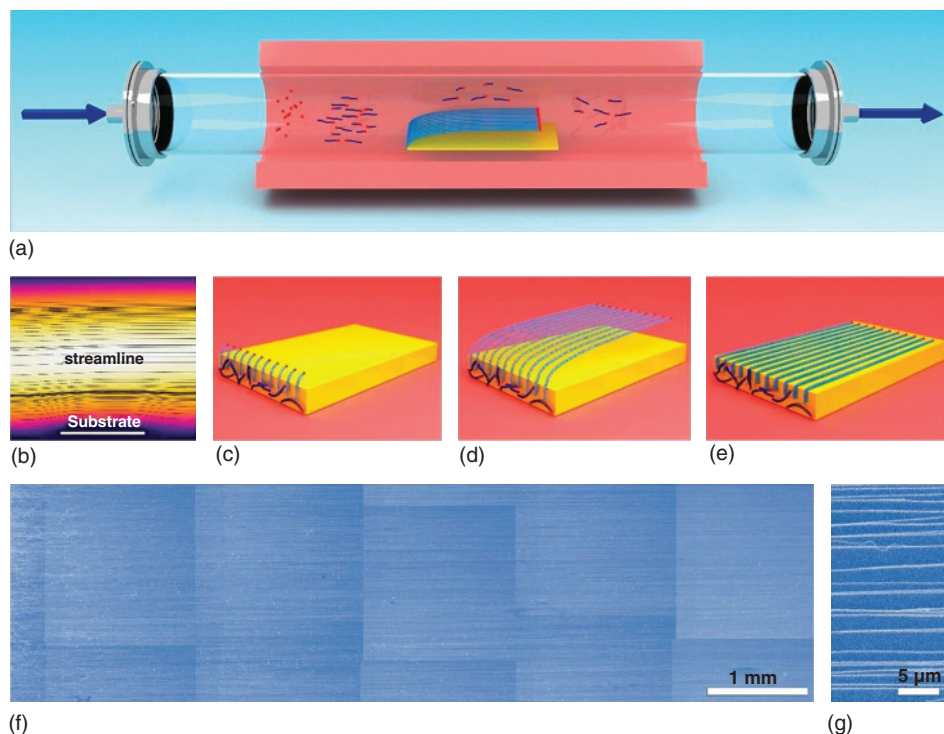 (a)
streamline
Substrate
(b)
(c)
(d)
(e)
1 mm
5 µm
(f)
(g)